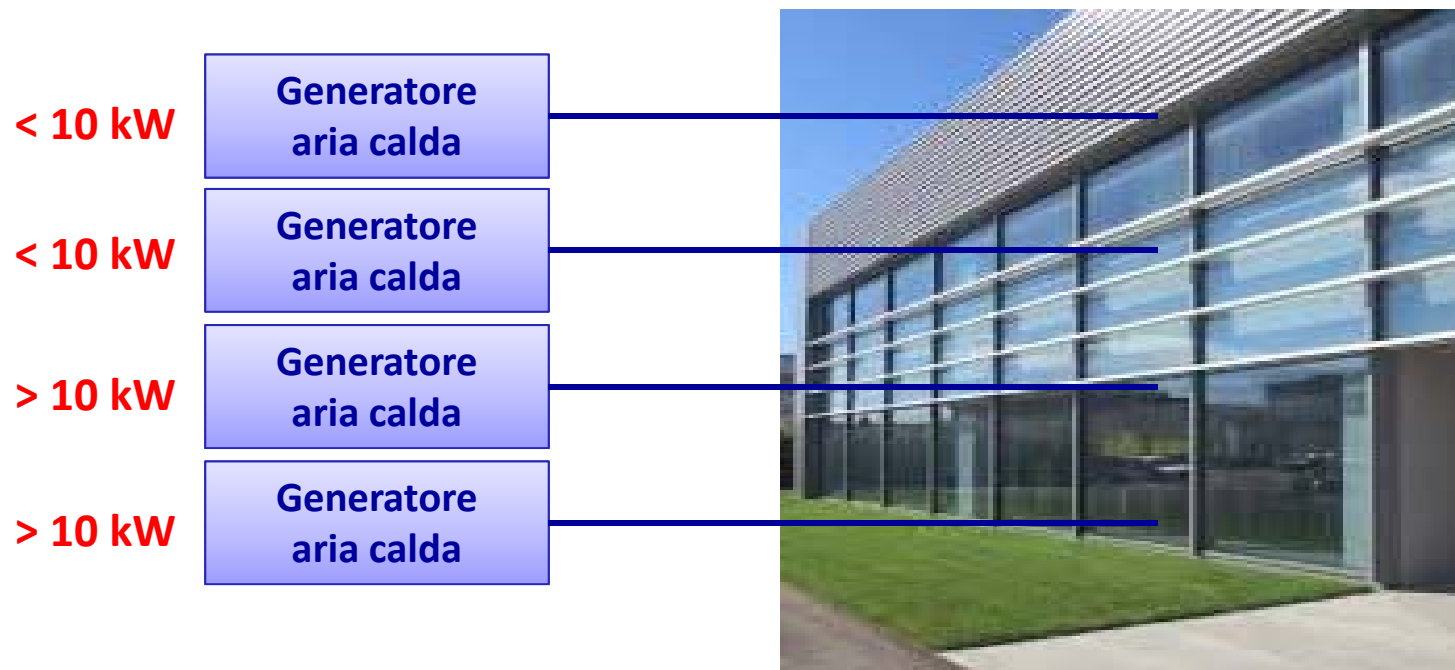 < 10 kW
Generatore
aria calda
< 10 kW
Generatore
aria calda
> 10 kW
Generatore
aria calda
> 10 kW
Generatore
aria calda